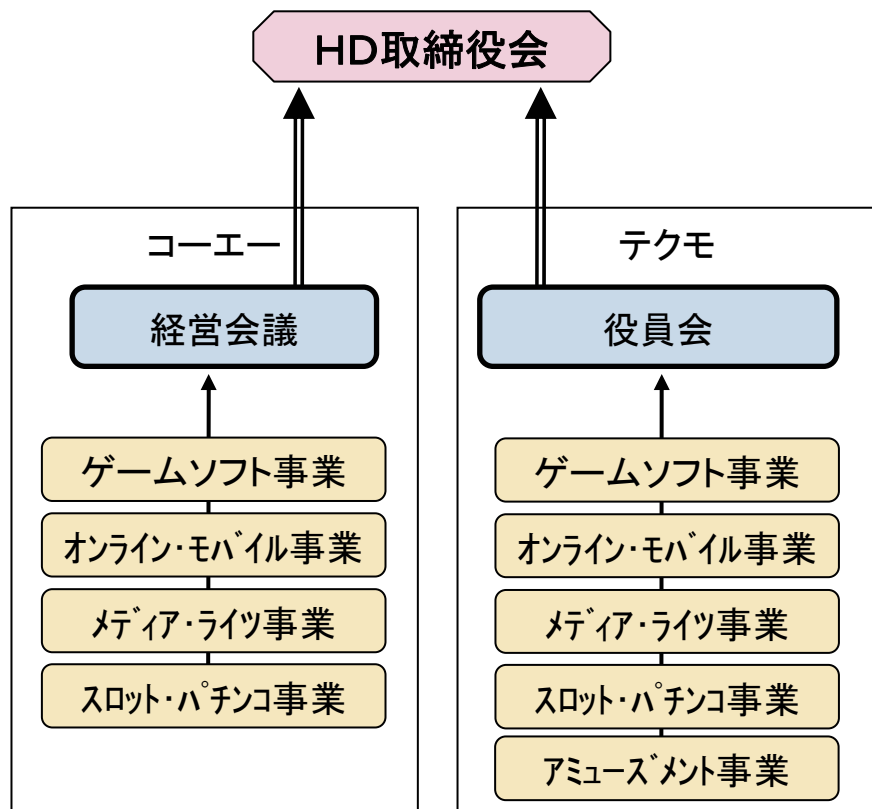 HD取締役会
コーエー
経営会議
ゲームソフト事業
オンライン・モバイル事業
メディア・ライツ事業
スロット・パチンコ事業
テクモ
役員会
ゲームソフト事業
オンライン・モバイル事業
メディア・ライツ事業
スロット・パチンコ事業
アミューズメント事業